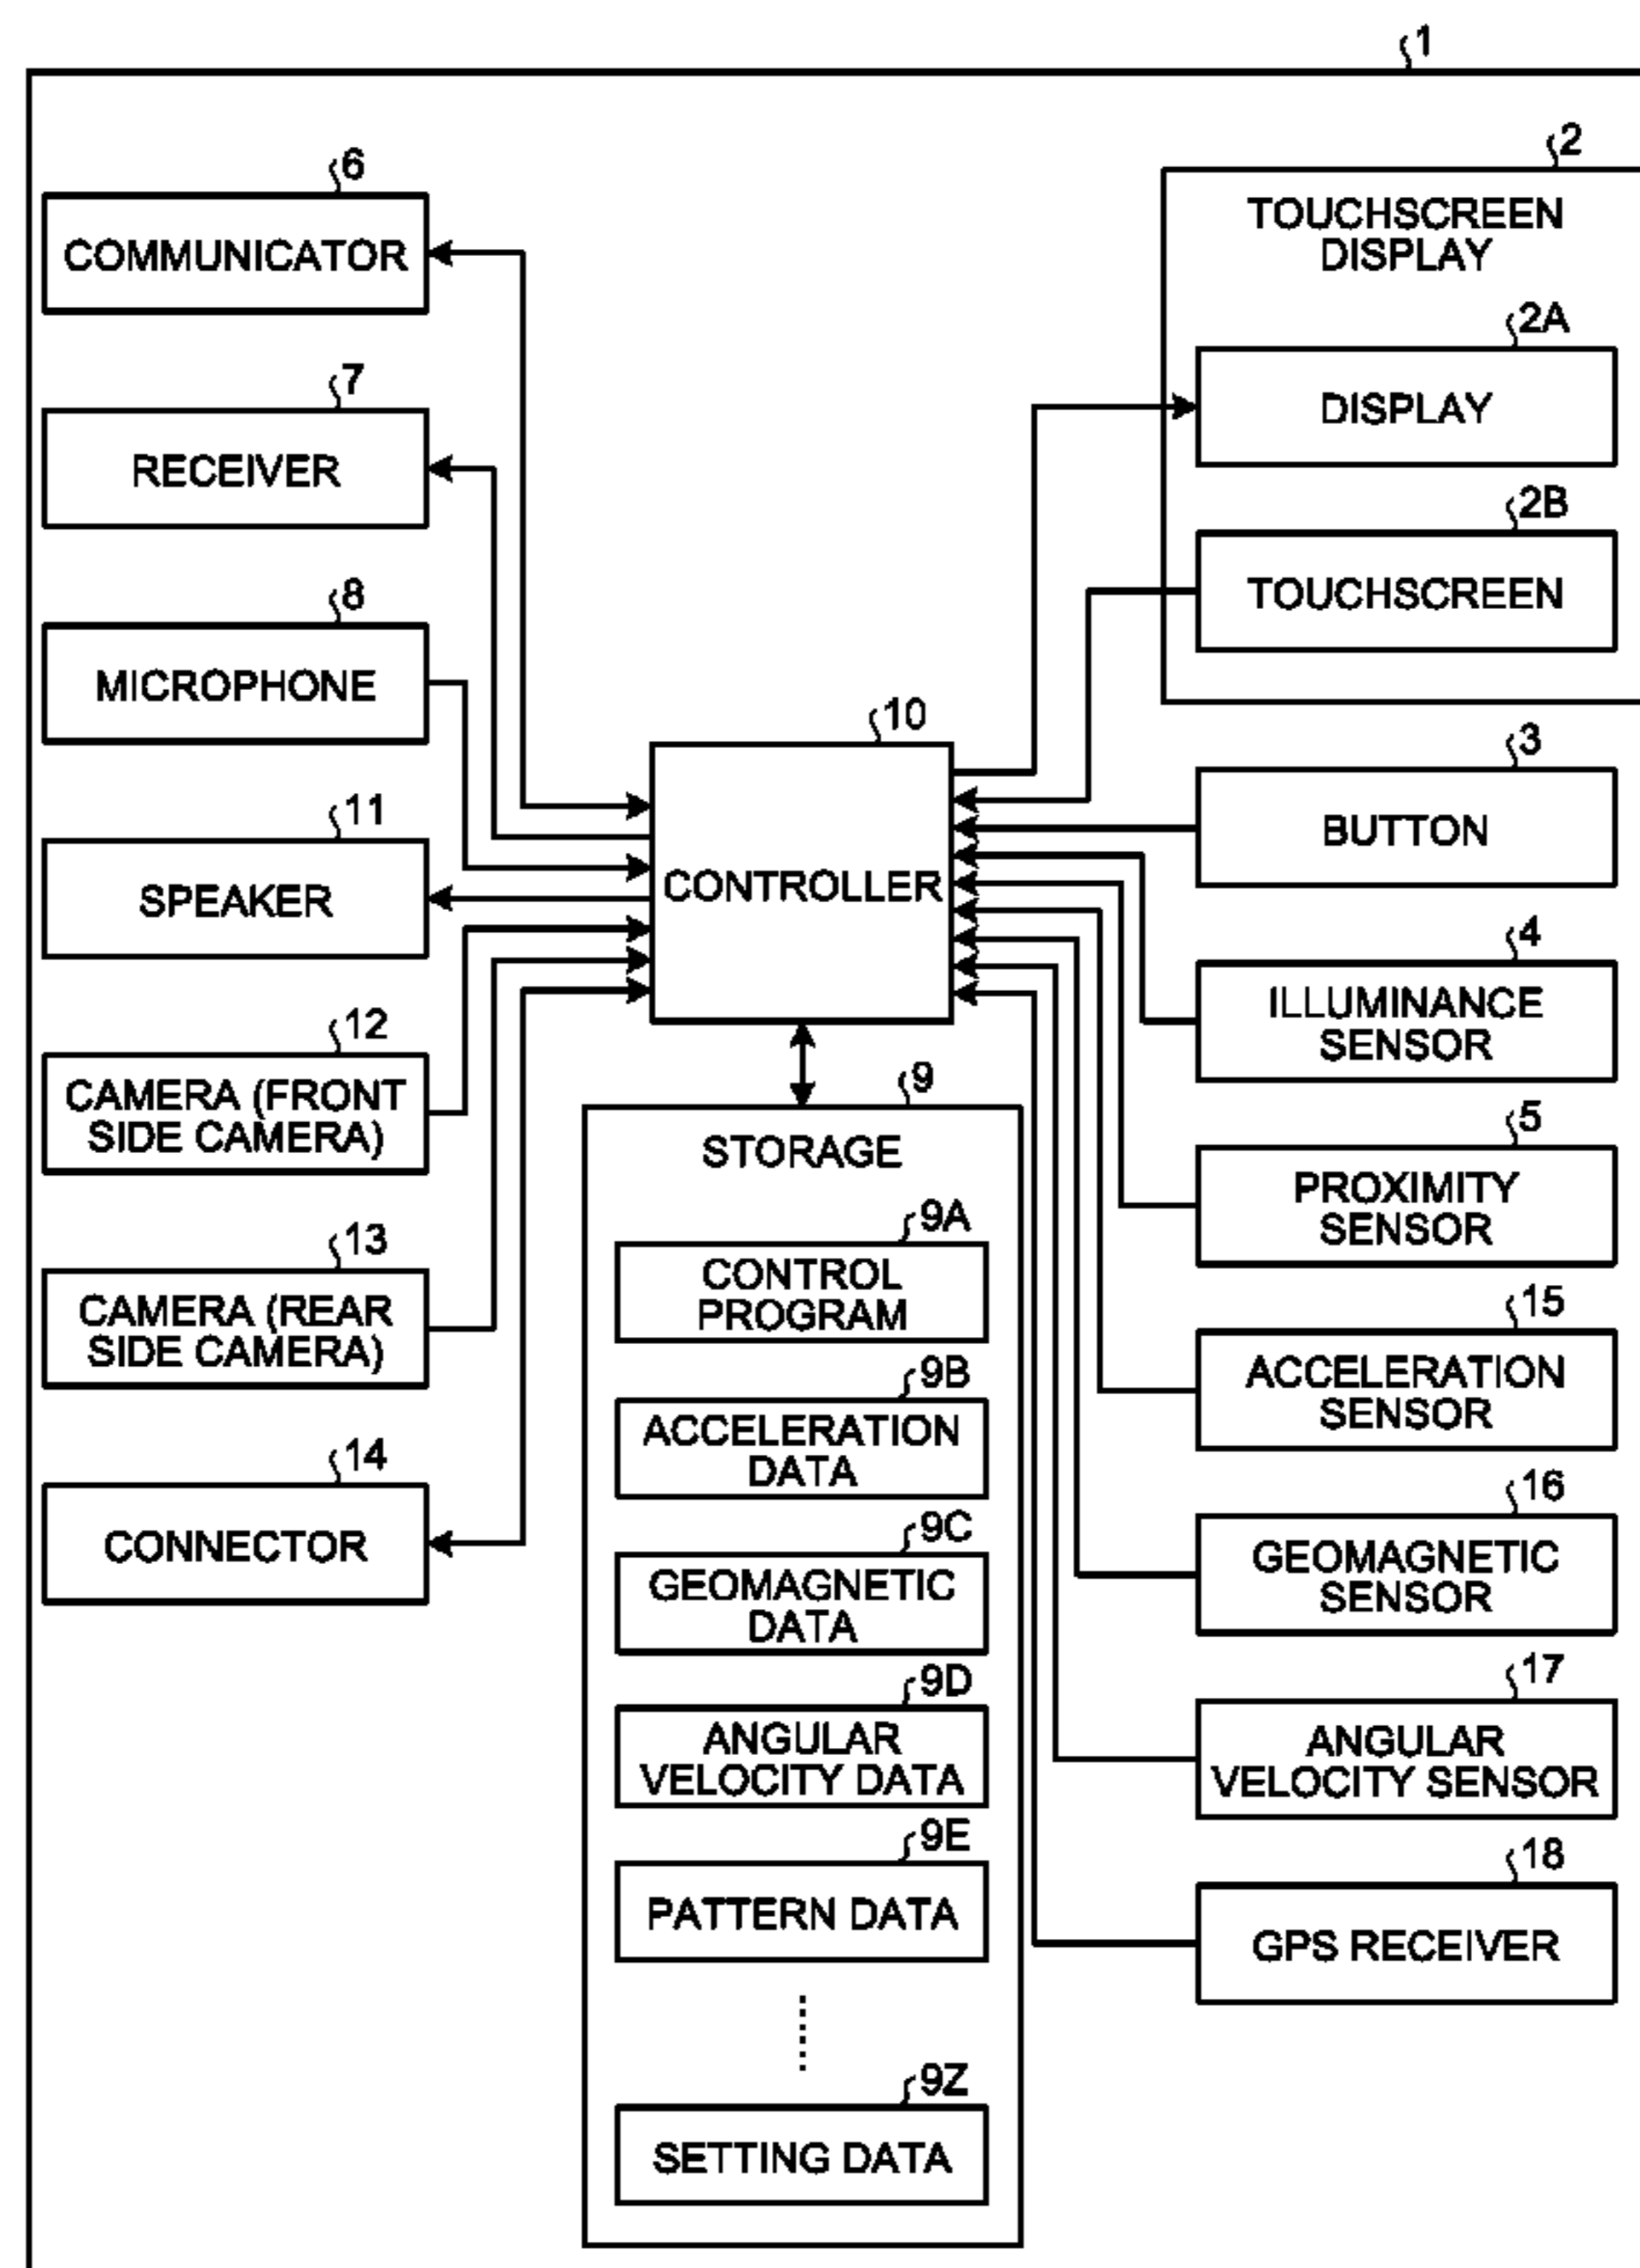 1
6
COMMUNICATOR
7
RECEIVER
8
MICROPHONE
11
SPEAKER
12
CAMERA (FRONT
SIDE CAMERA)
13
CAMERA (REAR
SIDE CAMERA)
14
CONNECTOR
10
CONTROLLER
9
STORAGE
9A
CONTROL
PROGRAM
9B
ACCELERATION
DATA
9C
GEOMAGNETIC
DATA
9D
ANGULAR
VELOCITY DATA
9E
PATTERN DATA
9Z
SETTING DATA
2
TOUCHSCREEN
DISPLAY
2A
DISPLAY
2B
TOUCHSCREEN
3
BUTTON
4
ILLUMINANCE
SENSOR
5
PROXIMITY
SENSOR
15
ACCELERATION
SENSOR
16
GEOMAGNETIC
SENSOR
17
ANGULAR
VELOCITY SENSOR
18
GPS RECEIVER